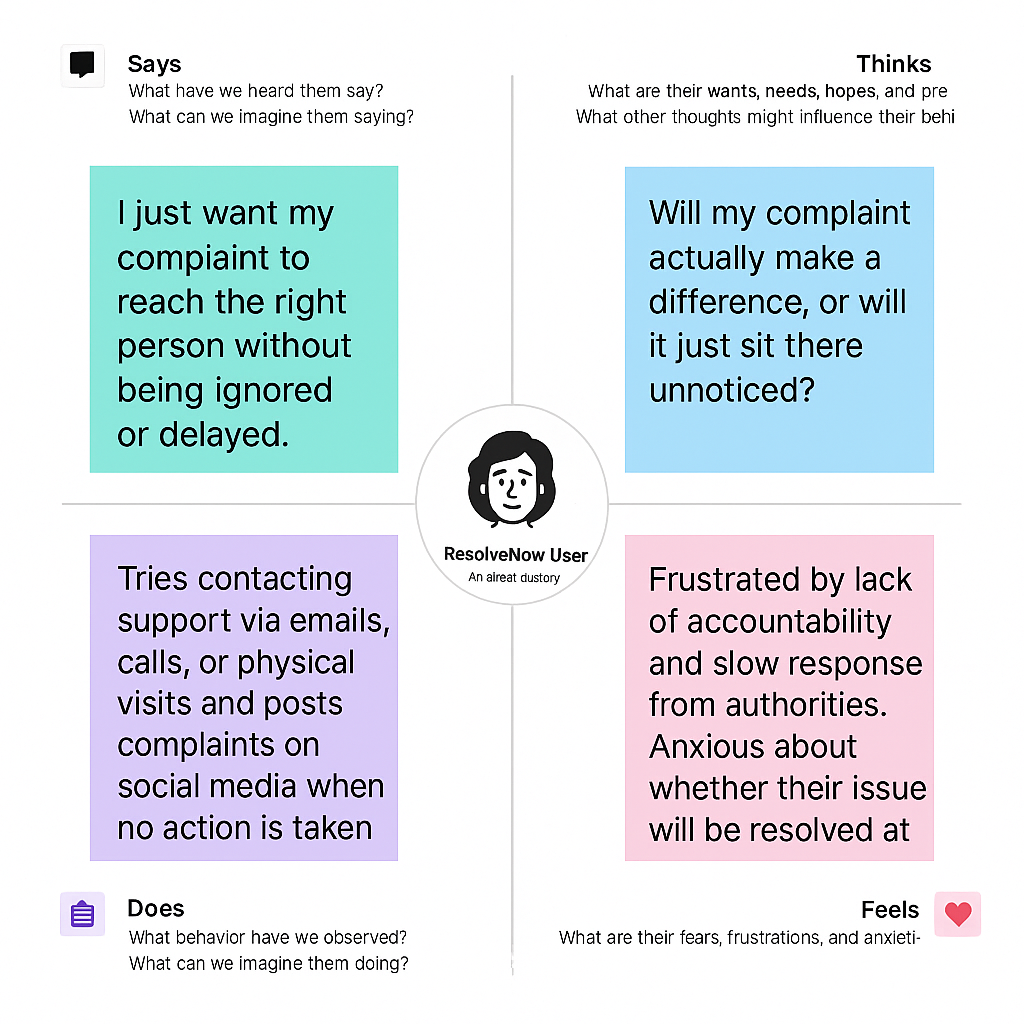 Says
What have we heard them say?
What can we imagine them saying?
Thinks
What are their wants, needs, hopes, and pre
What other thoughts might influence their behi
I just want my
compiaint to
reach the right
person without
being ignored
or delayed.
Will my complaint
actually make a
difference, or will
it just sit there
unnoticed?
ResolveNow User
An aireat dustory
Tries contacting
support via emails,
calls, or physical
visits and posts
complaints on
social media when
no action is taken
Frustrated by lack
of accountability
and slow response
from authorities.
Anxious about
whether their issue
will be resolved at
Does
What behavior have we observed?
What can we imagine them doing?
Feels
What are their fears, frustrations, and anxieti-